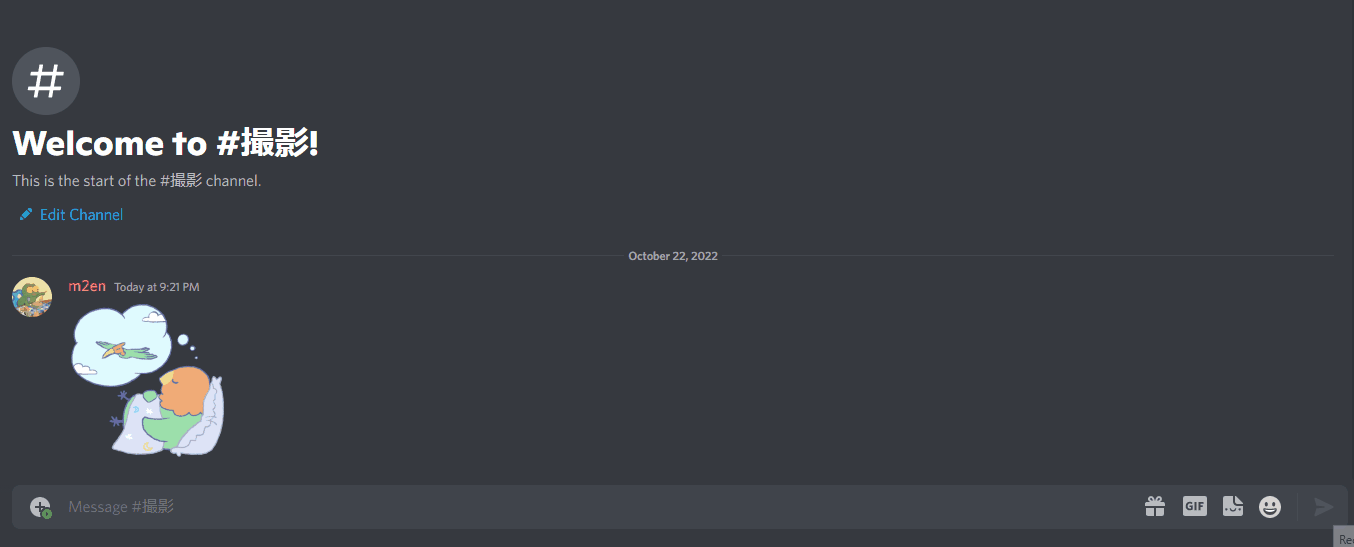 #
Welcome to #撮影!
This is the start of the #撮影 channel.
Edit Channel
October 22, 2022
m2en Today at 9:21 PM
Message #撮影
GIF